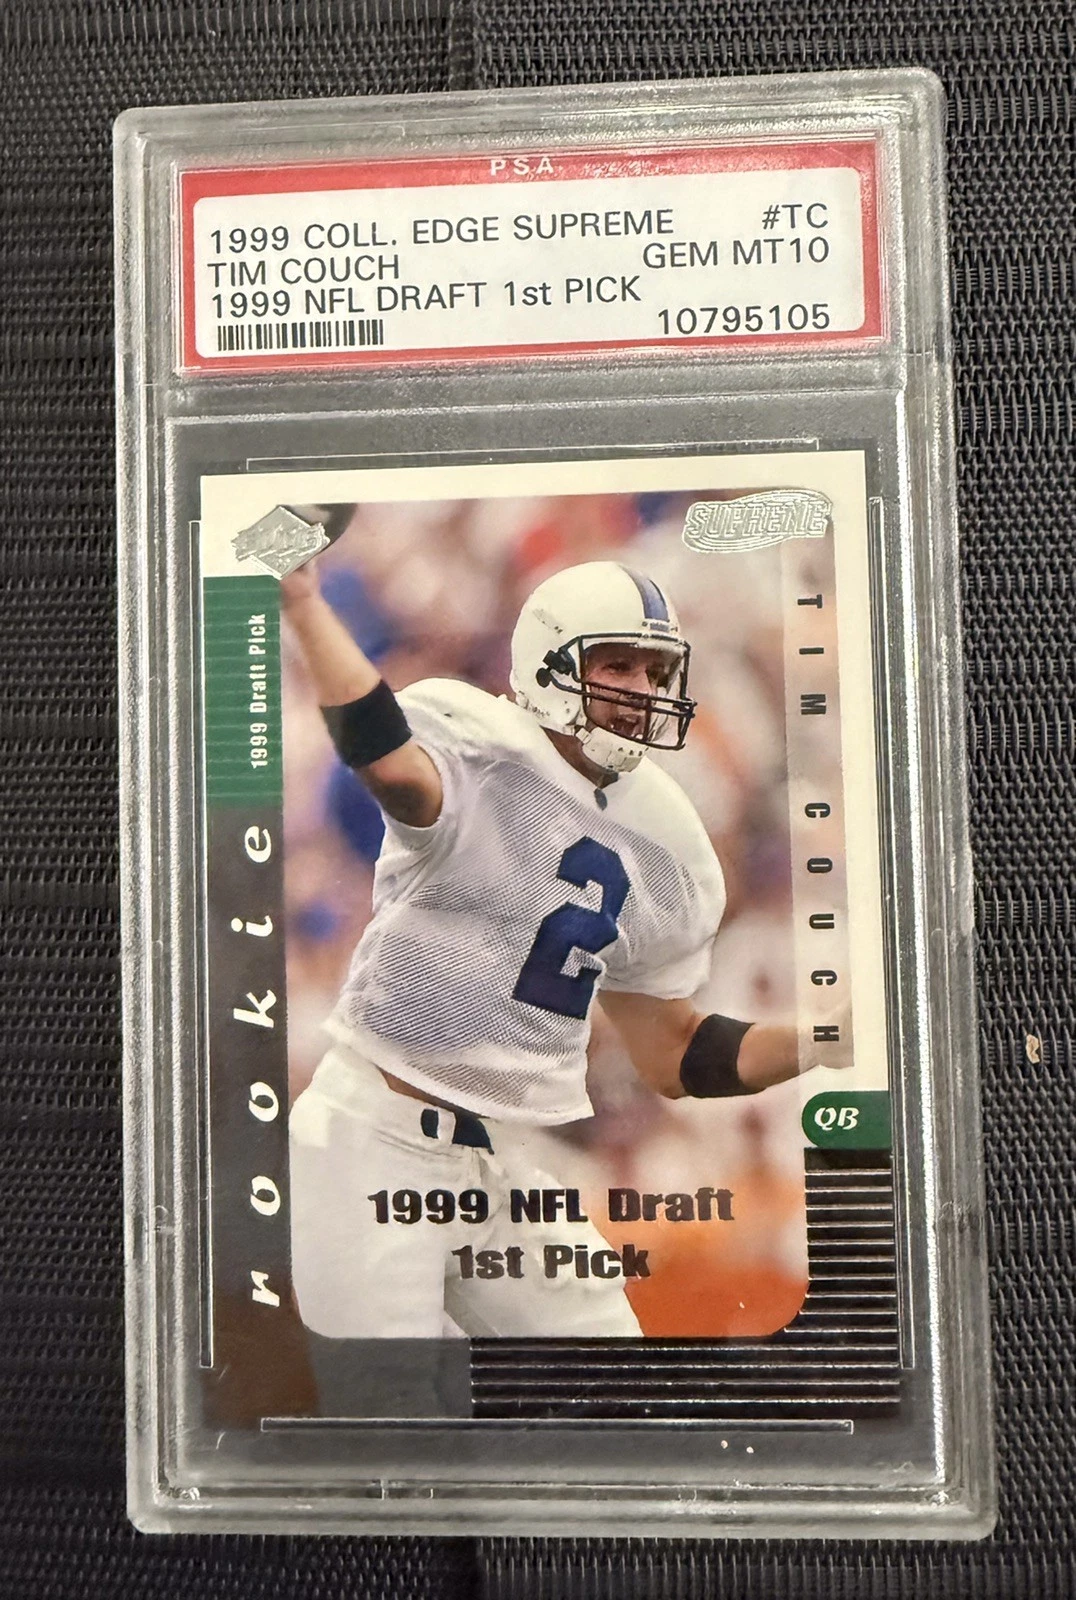 PSA
1999 COLL. EDGE SUPREME #TC
TIM COUCH GEM MT10
1999 NFL DRAFT 1st PICK
10795105
EDGE
SUPREME
1999 Draft Pick
rookie
TIM COUCH
2
QB
1999 NFL Draft
1st Pick